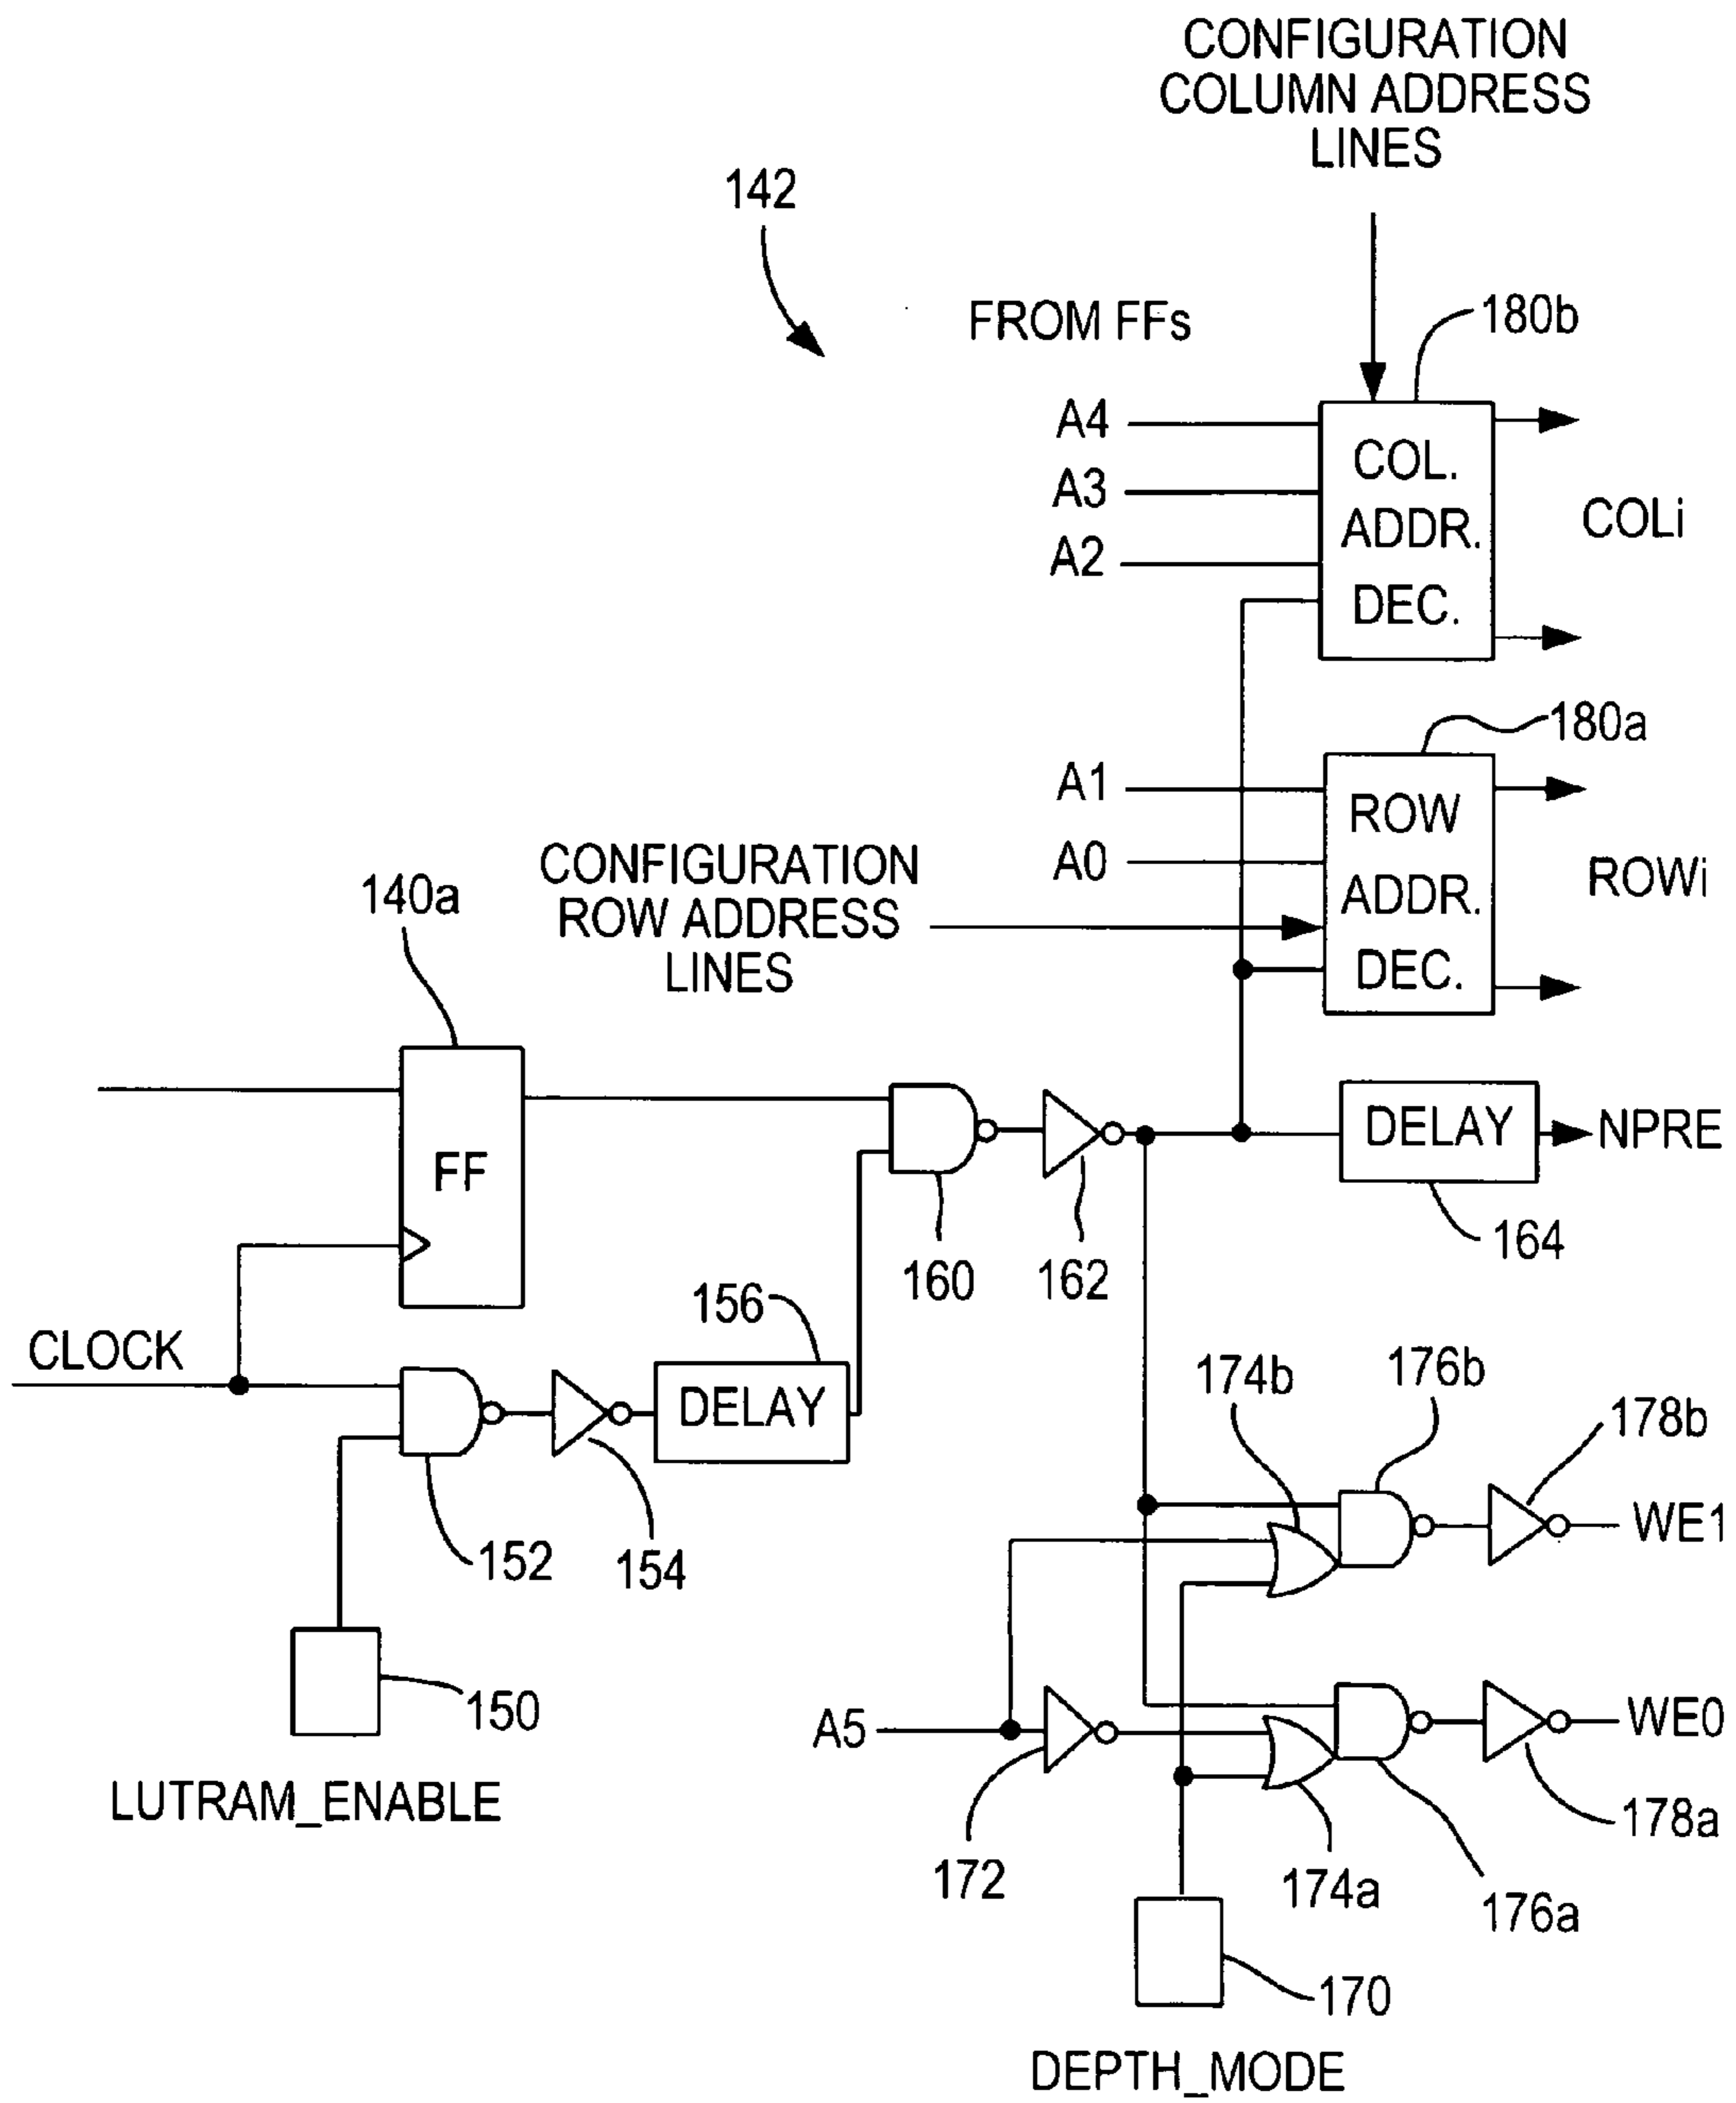 CONFIGURATION
COLUMN ADDRESS
LINES
142
FROM FFs
180b
A4
COL.
A3
ADDR.
COLi
A2
DEC.
180a
A1
ROW
CONFIGURATION
ROW ADDRESS
LINES
A0
ADDR.
ROWi
140a
DEC.
FF
DELAY
NPRE
160
162
164
156
CLOCK
DELAY
174b
176b
178b
152
154
WE1
150
A5
WE0
LUTRAM_ENABLE
172
174a
176a
178a
170
DEPTH_MODE